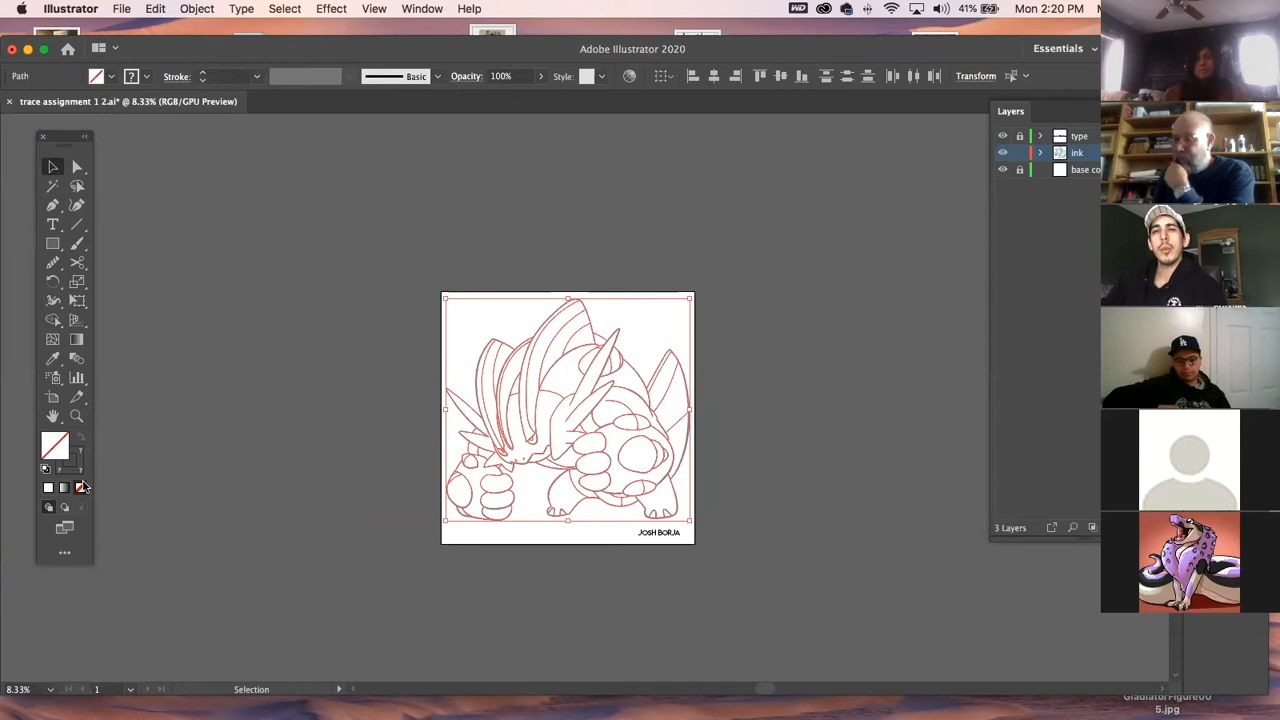 Illustrator File Edit Object Type Select Effect View Window Help
WD 41% Mon 2:20 PM
Adobe Illustrator 2020
Essentials
Path Stroke: Basic Opacity: 100% Style: Transform
trace assignment 1 2.ai* @ 8.33% (RGB/GPU Preview)
Layers
type
ink
base co
JOSH BORJA
3 Layers
8.33% 1 Selection
GladiatorFigure00
5.jpg